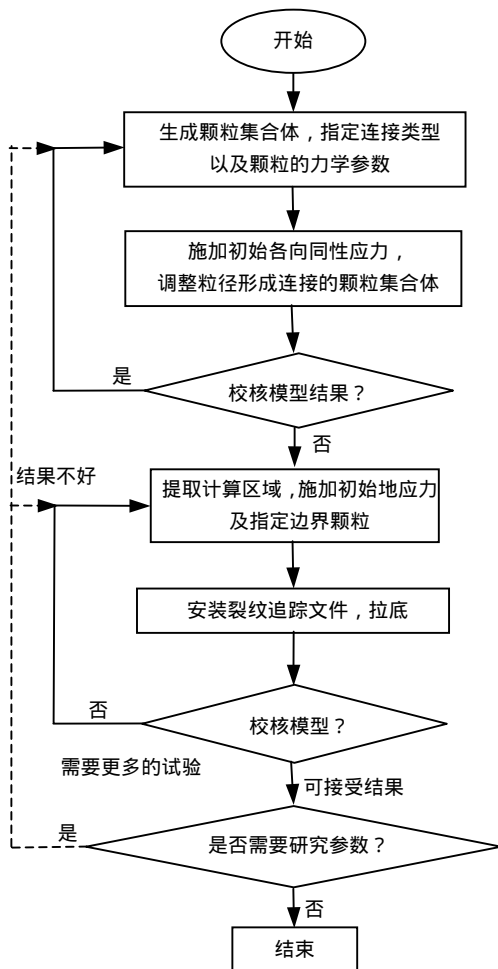 开始
生成颗粒集合体，指定连接类型
以及颗粒的力学参数
施加初始各向同性应力，
调整粒径形成连接的颗粒集合体
是
校核模型结果？
否
结果不好
提取计算区域，施加初始地应力
及指定边界颗粒
安装裂纹追踪文件，拉底
否
校核模型？
需要更多的试验
可接受结果
是
是否需要研究参数？
否
结束